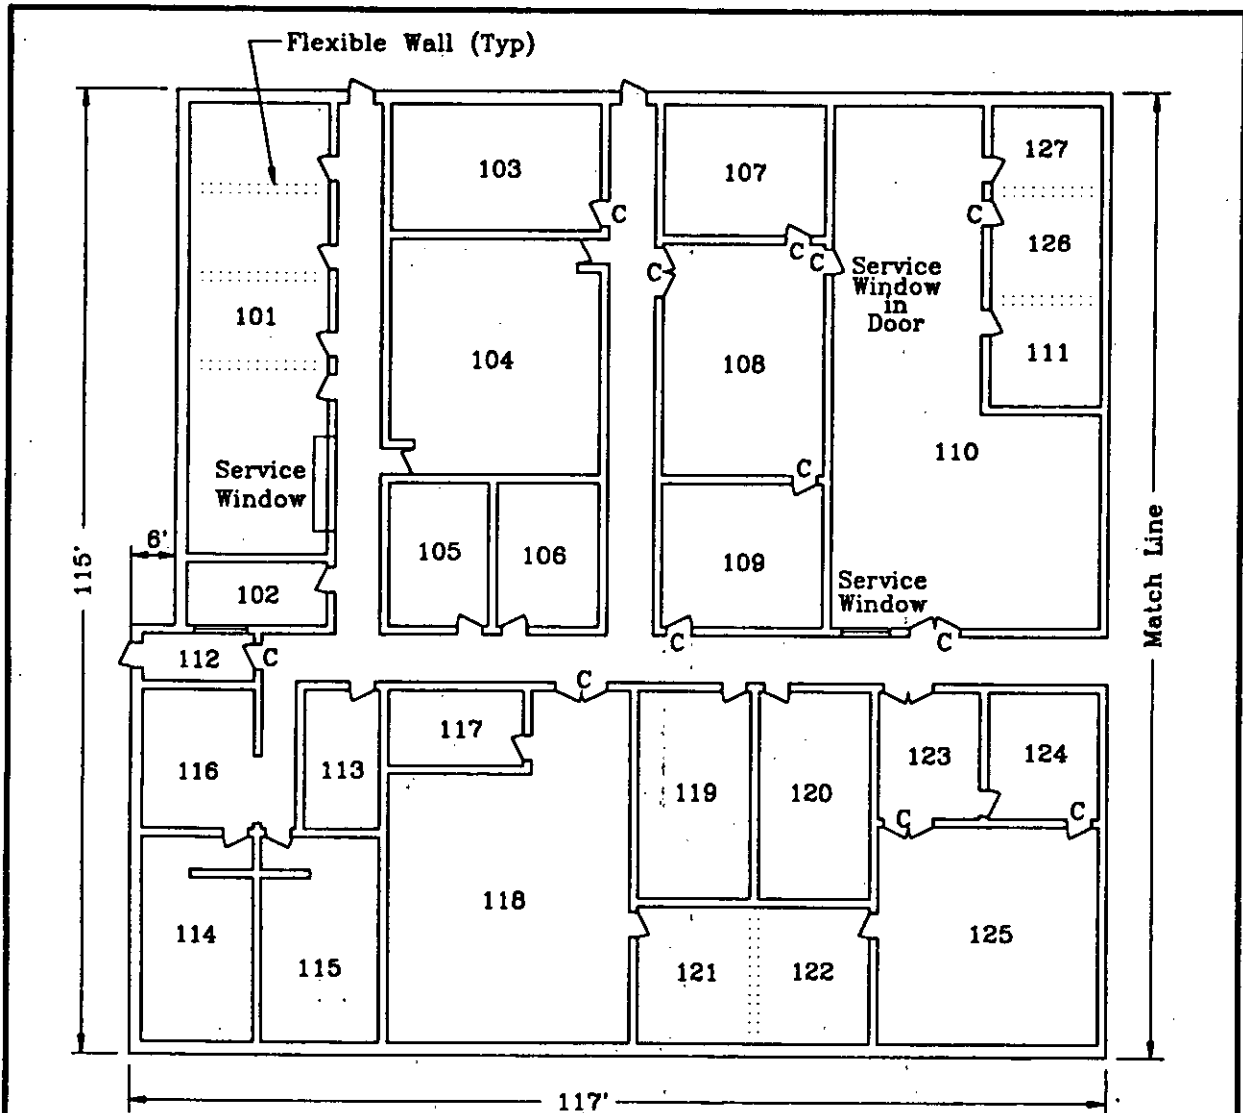 Flexible Wall (Typ)
103
107
127
C
C
126
C
C
C
Service
Window
in
Door
101
104
108
111
110
Service
Window
C
6'
115'
105
106
109
102
Service
Window
Match Line
112
C
C
C
C
117
116
113
119
120
123
124
C
C
118
114
115
121
122
125
117'